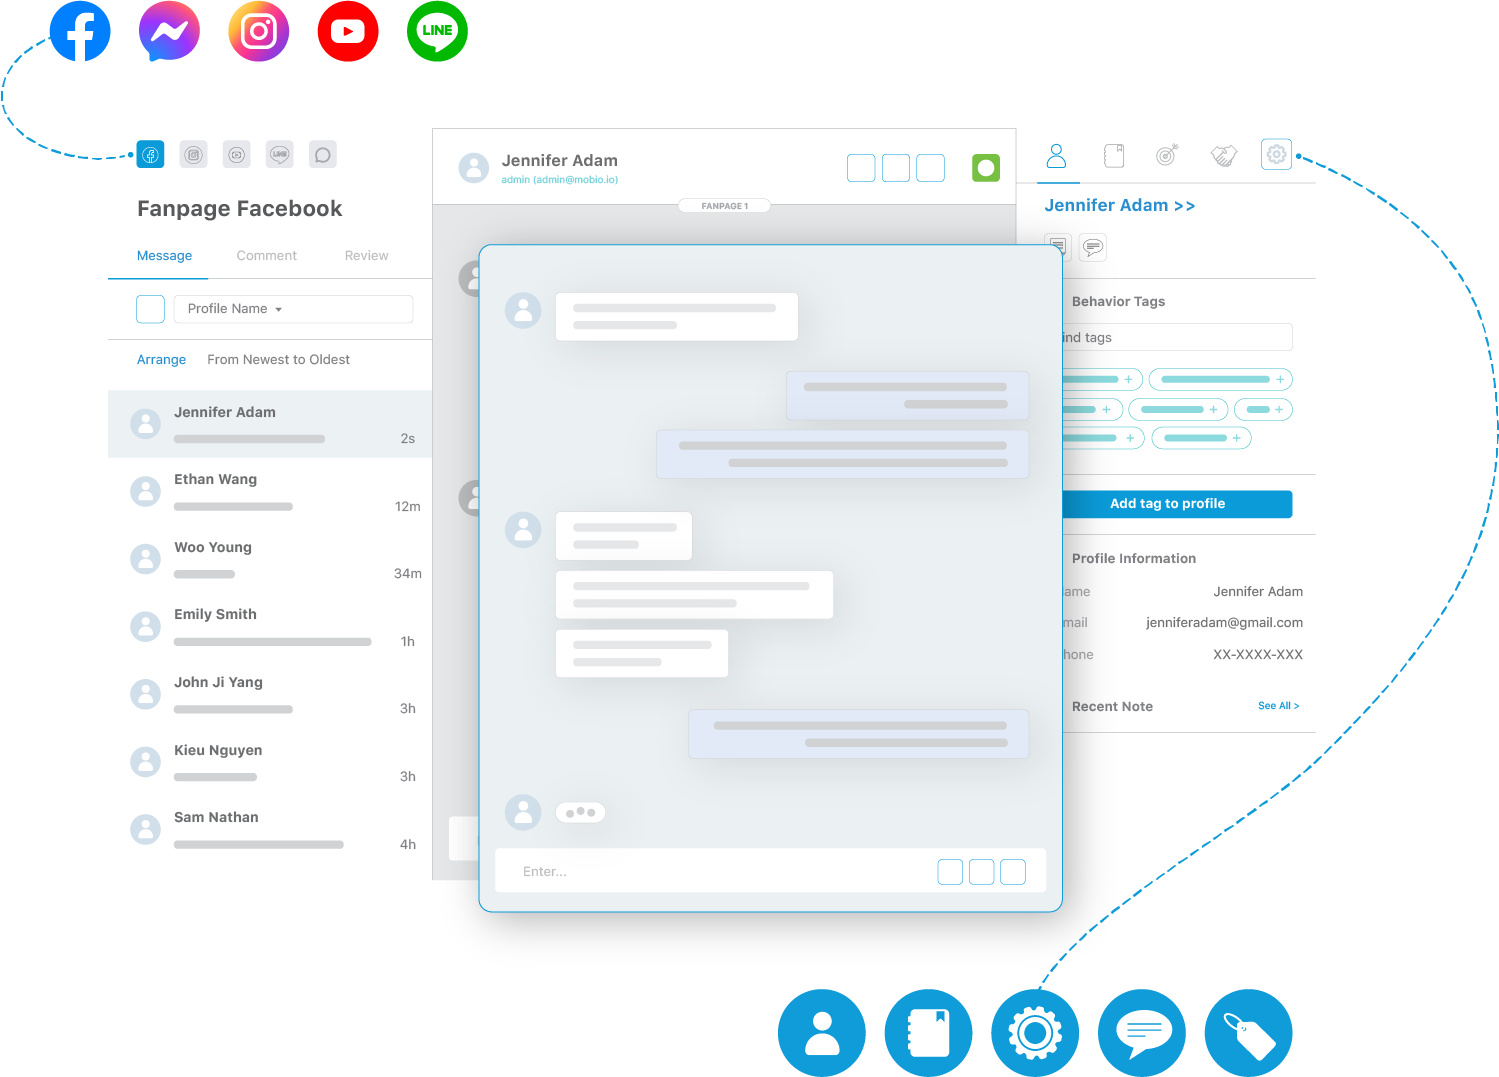 LINE
LINE
Fanpage Facebook
Message
Comment
Review
Profile Name
Arrange
From Newest to Oldest
Jennifer Adam
2s
Ethan Wang
12m
Woo Young
34m
Emily Smith
1h
John Ji Yang
3h
Kieu Nguyen
3h
Sam Nathan
4h
Jennifer Adam
admin (admin@mobio.io)
FANPAGE 1
Enter...
Jennifer Adam >>
Behavior Tags
ind tags
Add tag to profile
Profile Information
ame
Jennifer Adam
mail
jenniferadam@gmail.com
hone
XX-XXXX-XXX
Recent Note
See All >